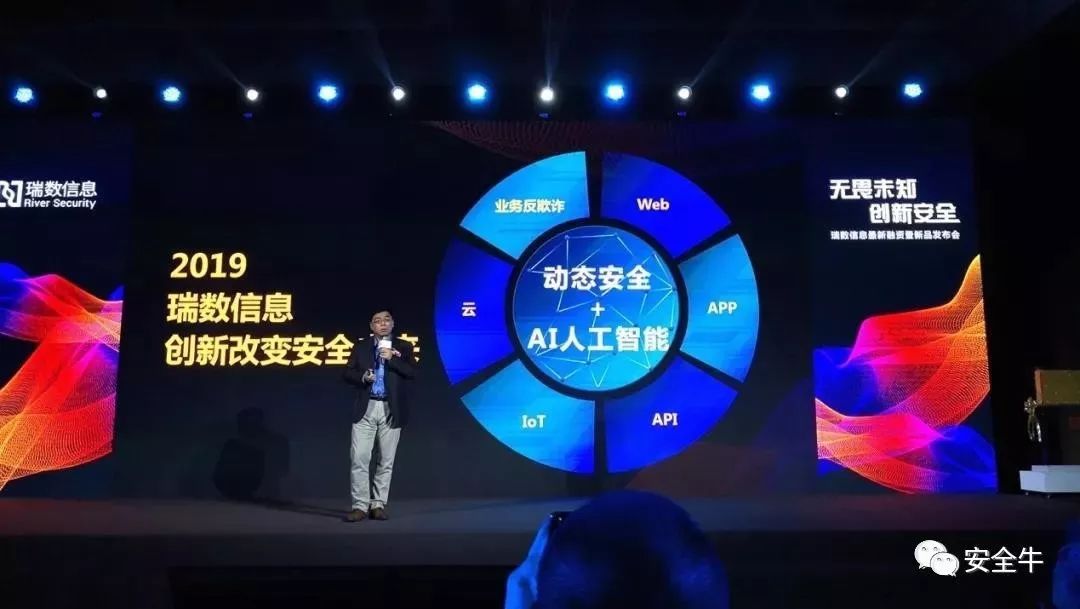 瑞数信息
River Security
2019
瑞数信息
创新改变安全
业务反欺诈
Web
云
动态安全
+
AI人工智能
APP
IoT
API
无畏未知
创新安全
瑞数信息最新融资暨新品发布会
安全牛